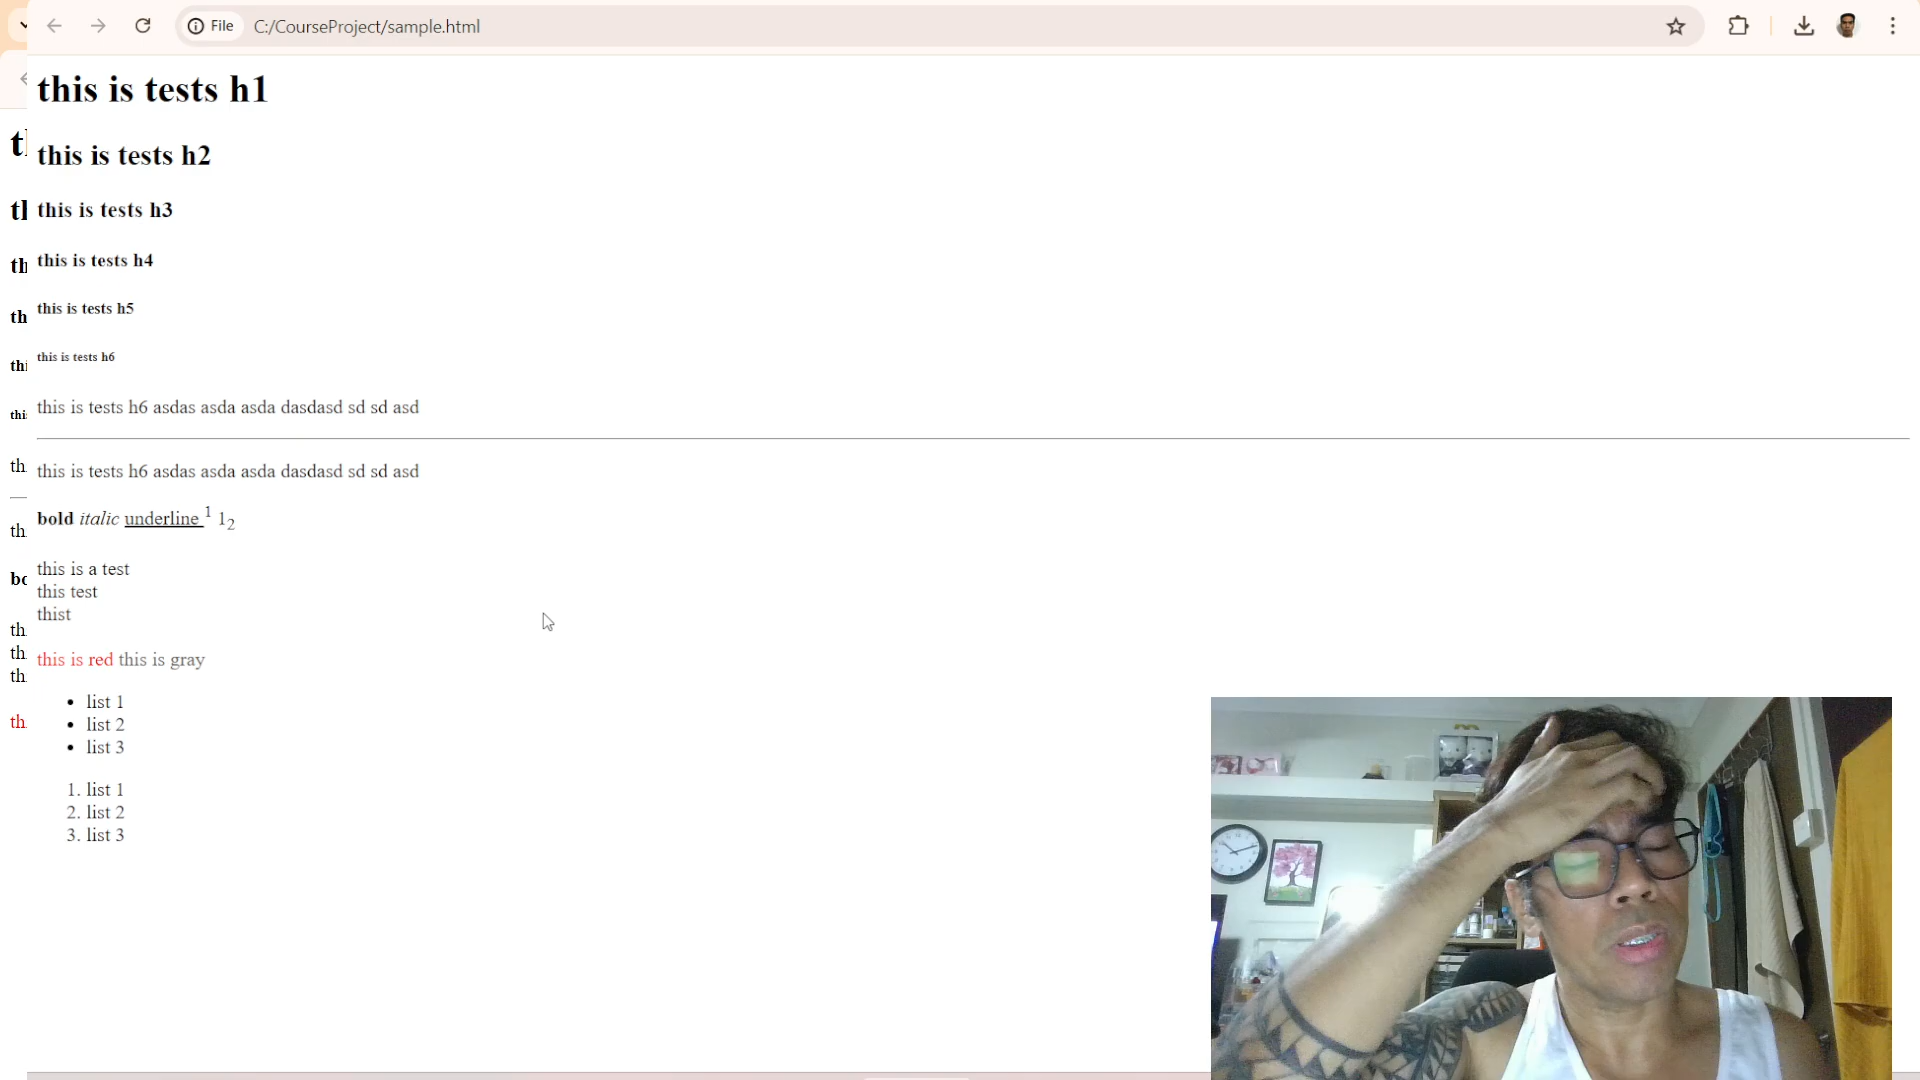 File C:/CourseProject/sample.html
this is tests h1
this is tests h2
this is tests h3
this is tests h4
this is tests h5
this is tests h6
this is tests h6 asdas asda asda dasdasd sd sd asd
this is tests h6 asdas asda asda dasdasd sd sd asd
bold italic underline 1 12
this is a test
this test
thist
this is red this is gray
• list 1
• list 2
• list 3
1. list 1
2. list 2
3. list 3